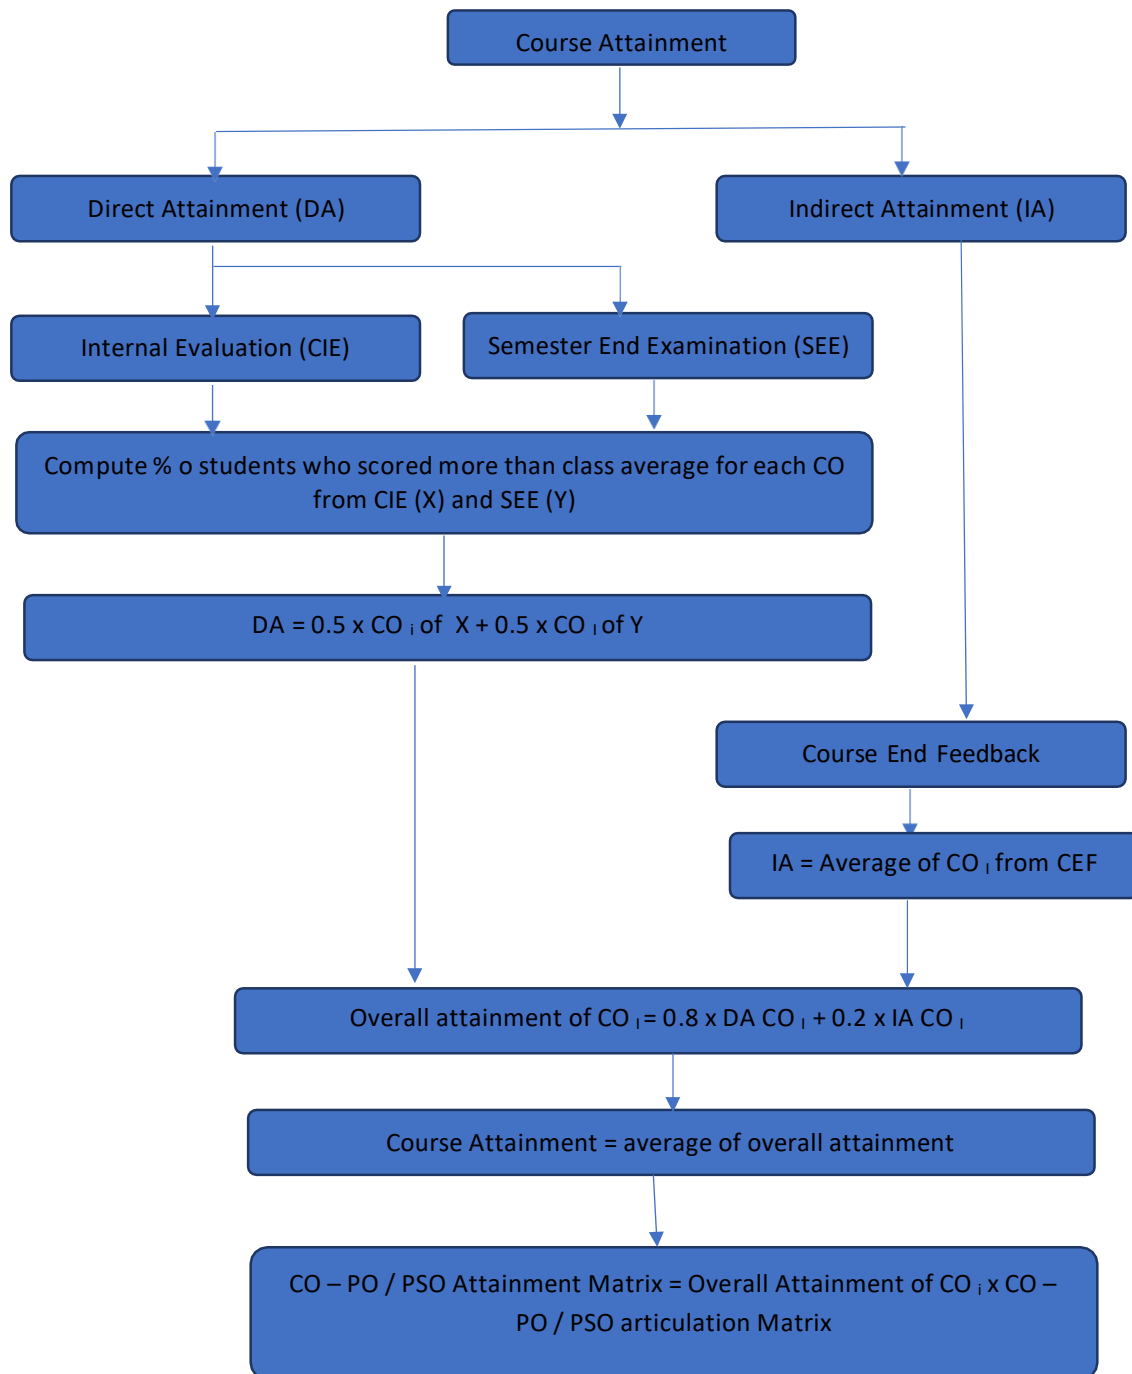 Course Attainment
Direct Attainment (DA)
Indirect Attainment (IA)
Internal Evaluation (CIE)
Semester End Examination (SEE)
Compute % o students who scored more than class average for each CO
from CIE (X) and SEE (Y)
DA = 0.5 x CO i of X + 0.5 x CO I of Y
Course End Feedback
IA = Average of CO I from CEF
Overall attainment of CO I = 0.8 x DA CO I + 0.2 x IA CO I
Course Attainment = average of overall attainment
CO – PO / PSO Attainment Matrix = Overall Attainment of CO i x CO –
PO / PSO articulation Matrix